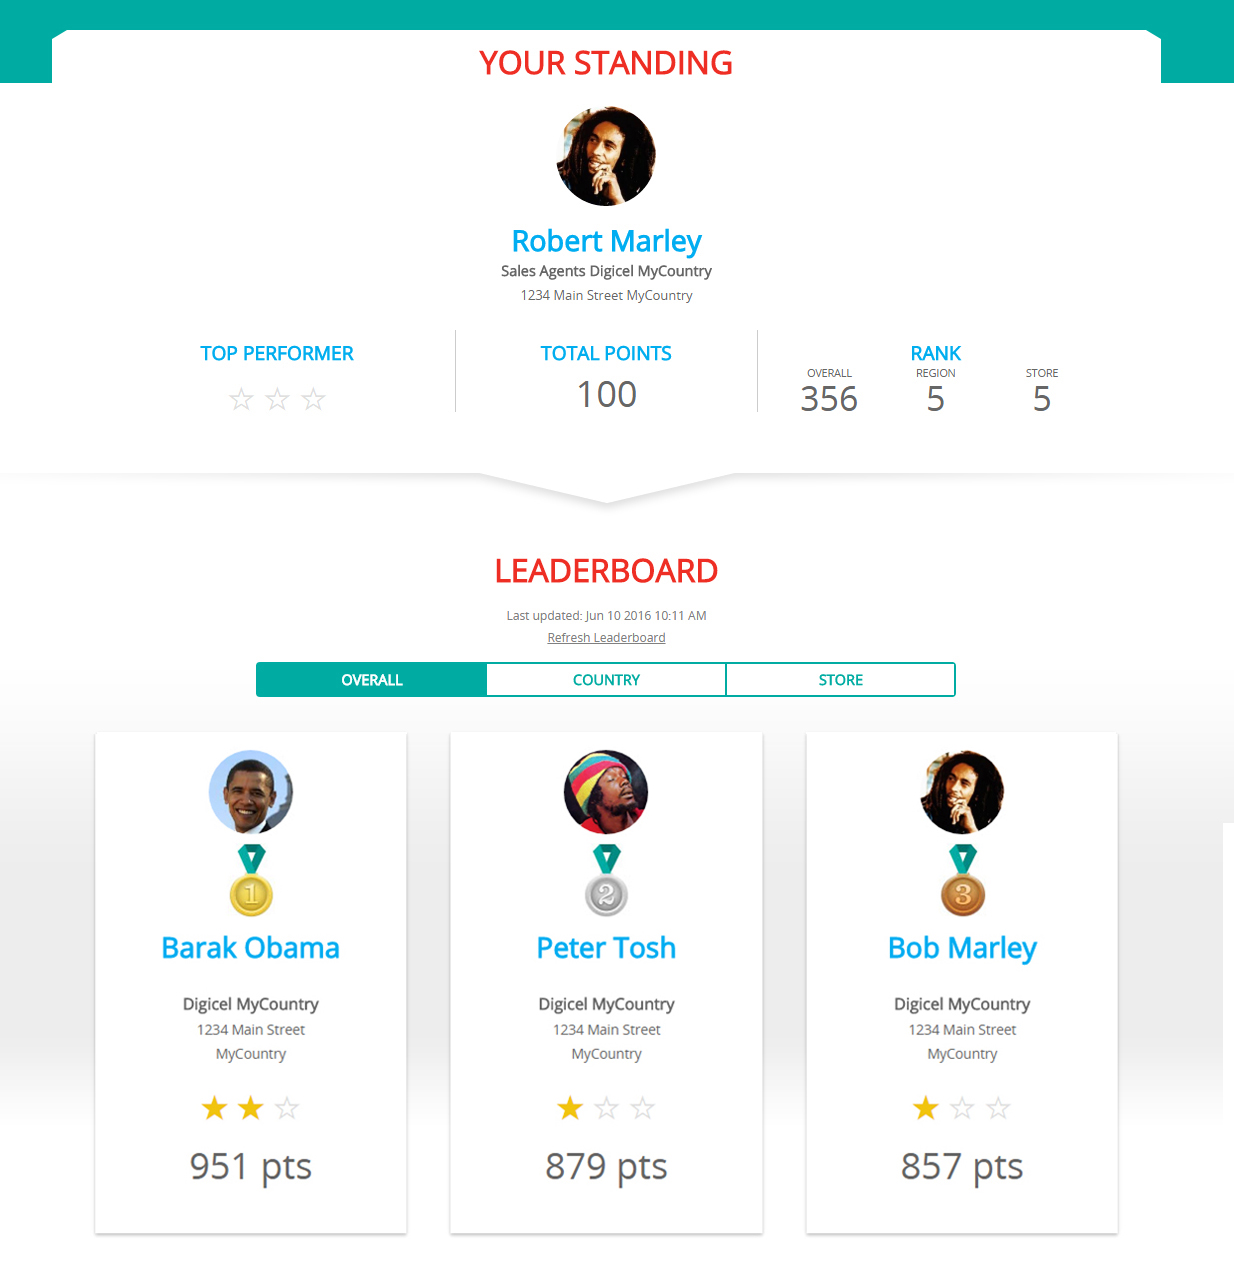 YOUR STANDING
Robert Marley
Sales Agents Digicel MyCountry
1234 Main Street MyCountry
TOP PERFORMER
TOTAL POINTS
100
RANK
OVERALL REGION STORE
356 5 5
LEADERBOARD
Last updated: Jun 10 2016 10:11 AM
Refresh Leaderboard
OVERALL COUNTRY STORE
1
Barak Obama
Digicel MyCountry
1234 Main Street
MyCountry
951 pts
2
Peter Tosh
Digicel MyCountry
1234 Main Street
MyCountry
879 pts
3
Bob Marley
Digicel MyCountry
1234 Main Street
MyCountry
857 pts